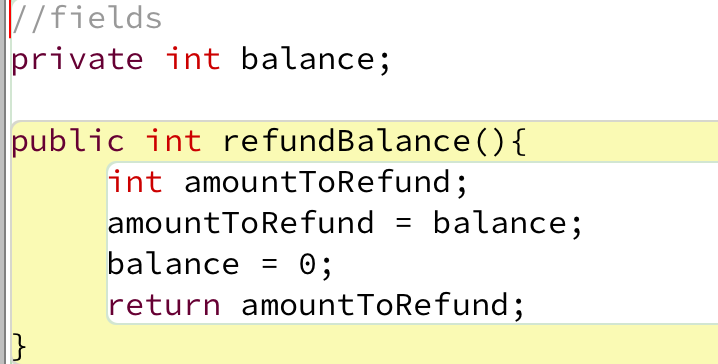 //fields
private int balance;
public int refundBalance(){
int amountToRefund;
amountToRefund = balance;
balance = 0;
return amountToRefund;
}